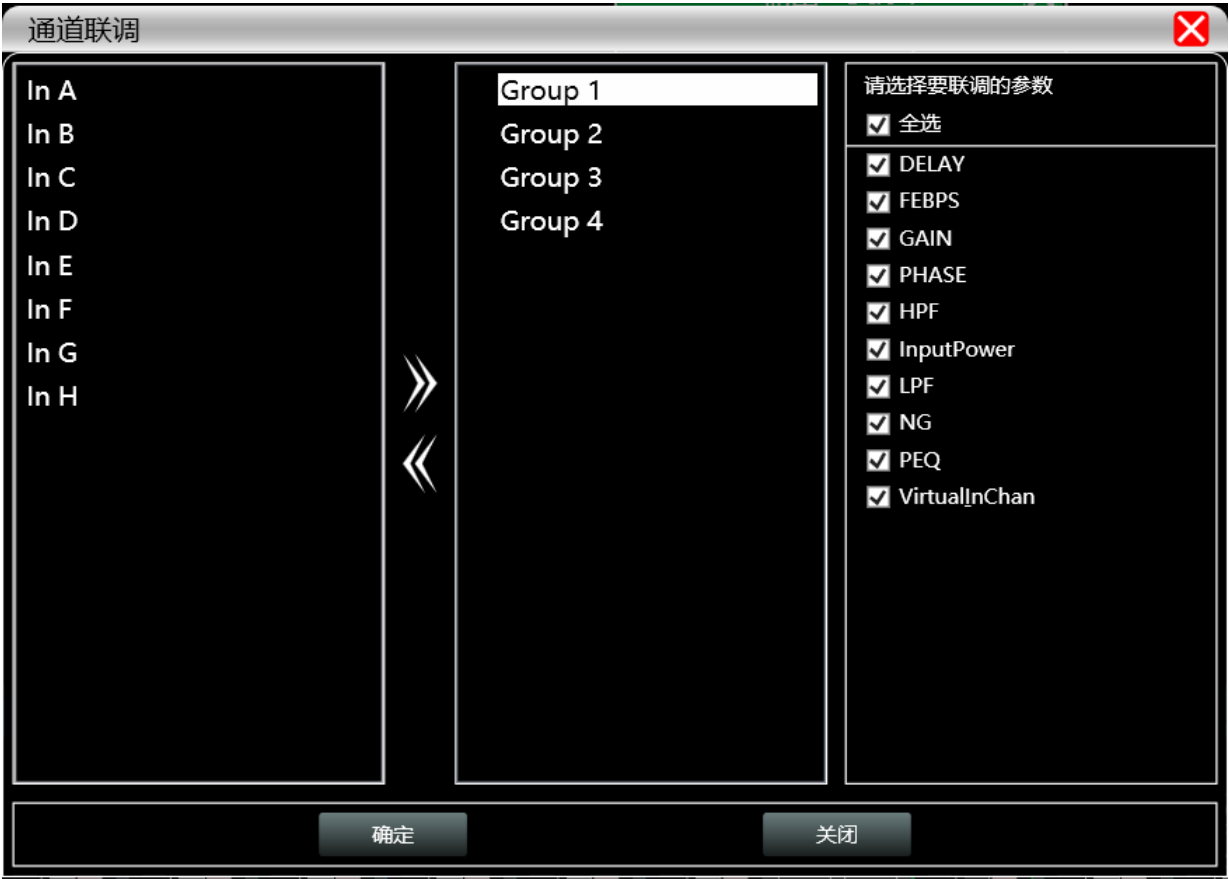 通道联调
In A
In B
In C
In D
In E
In F
In G
In H
Group 1
Group 2
Group 3
Group 4
请选择要联调的参数
全选
DELAY
FEBPS
GAIN
PHASE
HPF
InputPower
LPF
NG
PEQ
VirtualInChan
确定
关闭